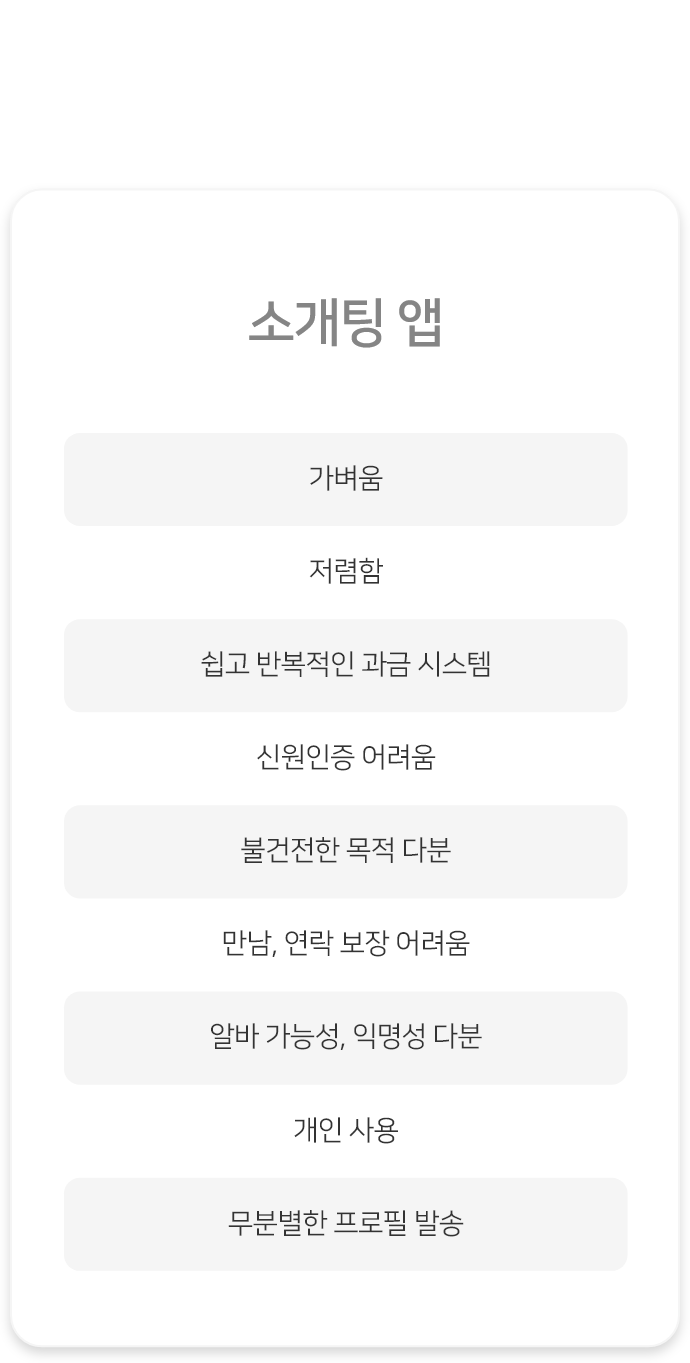 소개팅 앱
가벼움
저렴함
쉽고 반복적인 과금 시스템
신원인증 어려움
불건전한 목적 다분
만남, 연락 보장 어려움
알바 가능성, 익명성 다분
개인 사용
무분별한 프로필 발송